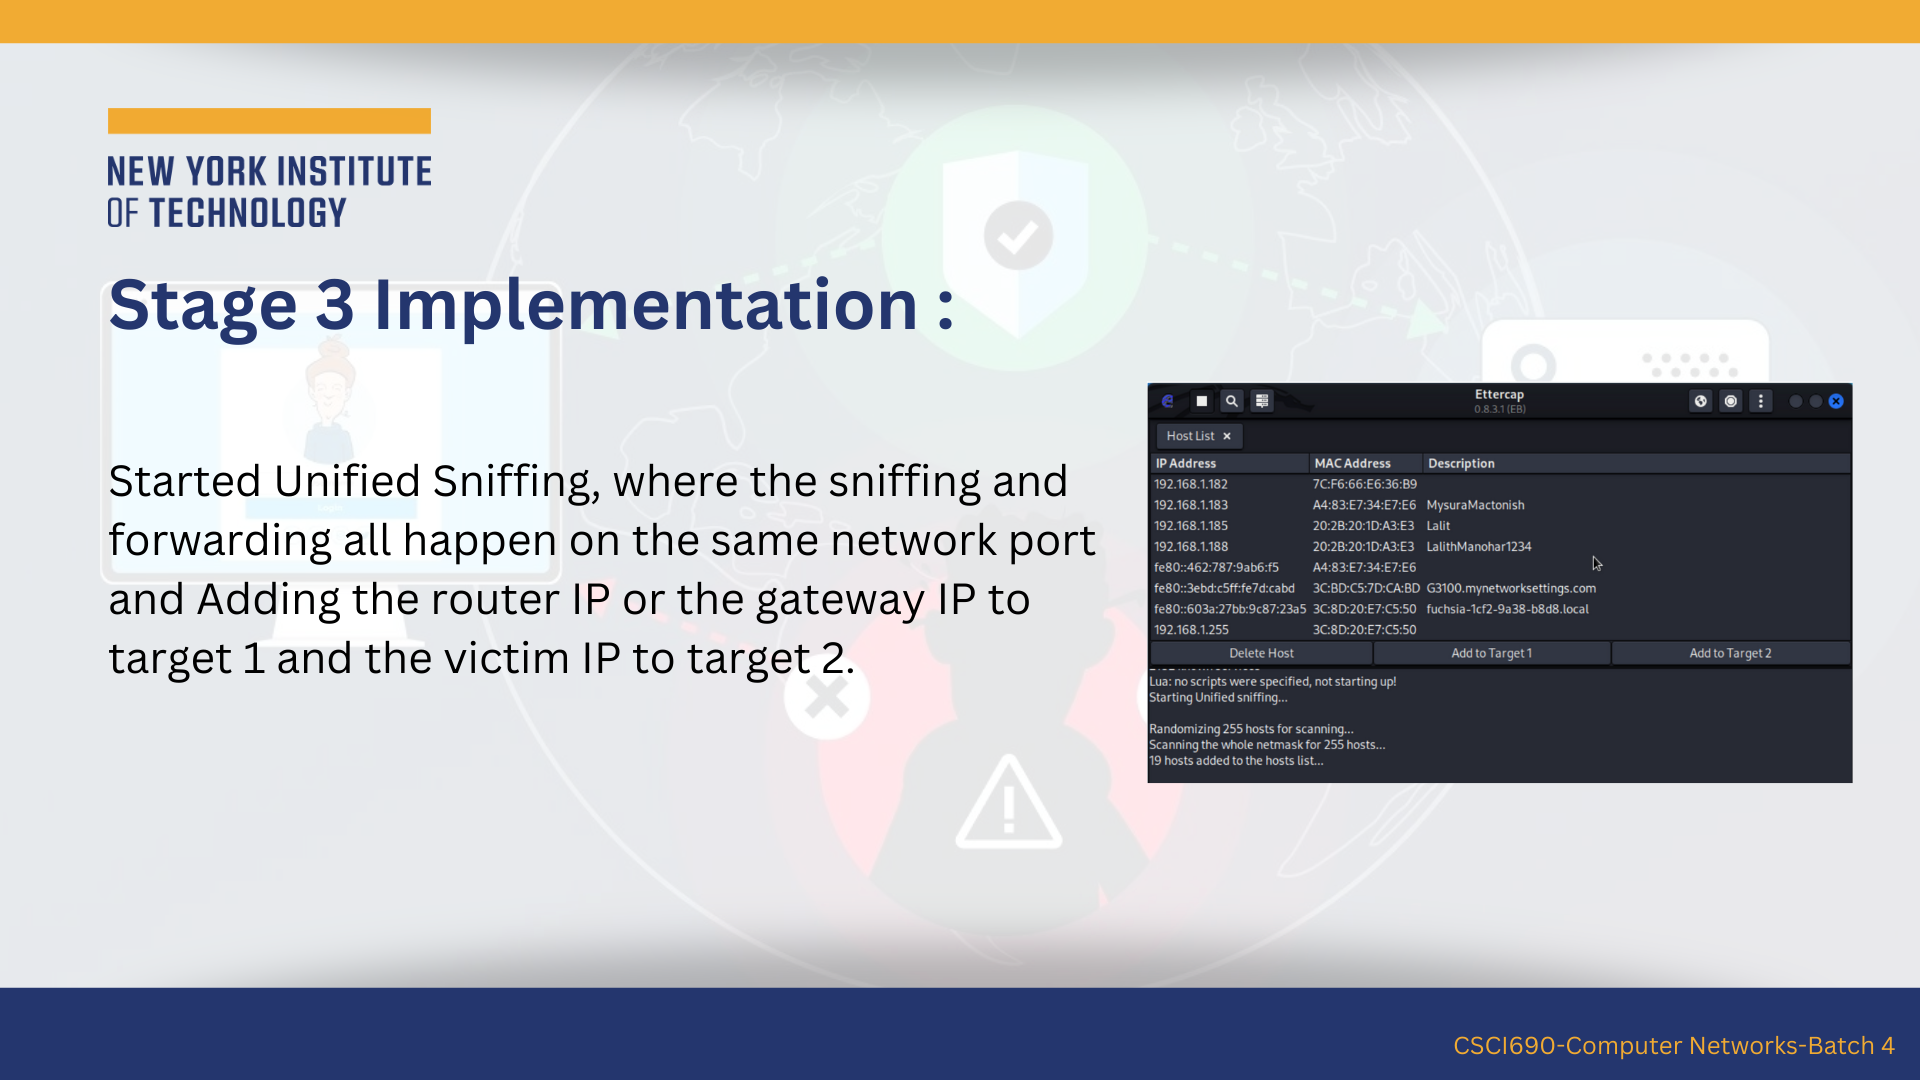 NEW YORK INSTITUTE
OF TECHNOLOGY
Stage 3 Implementation :
Started Unified Sniffing, where the sniffing and
forwarding all happen on the same network port
and Adding the router IP or the gateway IP to
target 1 and the victim IP to target 2.
Ettercap
0.8.3.1 (EB)
Host List ×
IP Address MAC Address Description
192.168.1.182 7C:F6:66:E6:36:B9
192.168.1.183 A4:83:E7:34:E7:E6 MysuraMactonish
192.168.1.185 20:2B:20:1D:A3:E3 Lalit
192.168.1.188 20:2B:20:1D:A3:E3 LalithManohar1234
fe80::462:787:9ab6:f5 A4:83:E7:34:E7:E6
fe80::3ebd:c5ff:fe7d:cabd 3C:BD:C5:7D:CA:BD G3100.mynetworksettings.com
fe80::603a:27bb:9c87:23a5 3C:8D:20:E7:C5:50 fuchsia-1cf2-9a38-b8d8.local
192.168.1.255 3C:8D:20:E7:C5:50
Delete Host Add to Target 1 Add to Target 2
Lua: no scripts were specified, not starting up!
Starting Unified sniffing...
Randomizing 255 hosts for scanning...
Scanning the whole netmask for 255 hosts...
19 hosts added to the hosts list...
CSCI690-Computer Networks-Batch 4